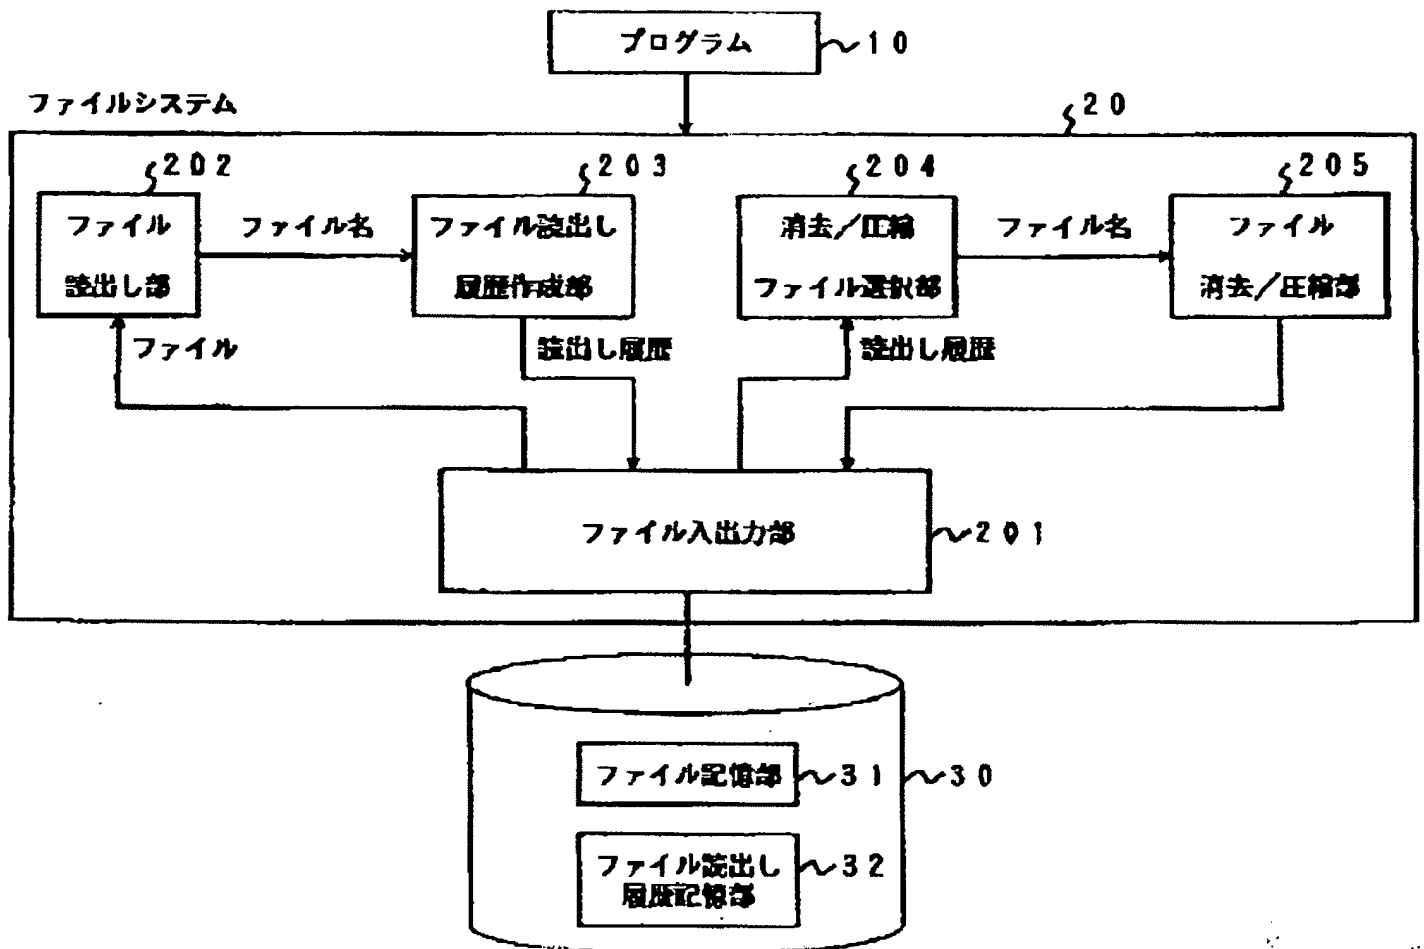 プログラム
10
ファイルシステム
20
202
203
204
205
ファイル
読出し部
ファイル名
ファイル読出し
履歴作成部
消去/圧縮
ファイル選択部
ファイル名
ファイル
消去/圧縮部
ファイル
読出し履歴
読出し履歴
ファイル入出力部
201
ファイル記憶部
31
30
ファイル読出し
履歴記憶部
32